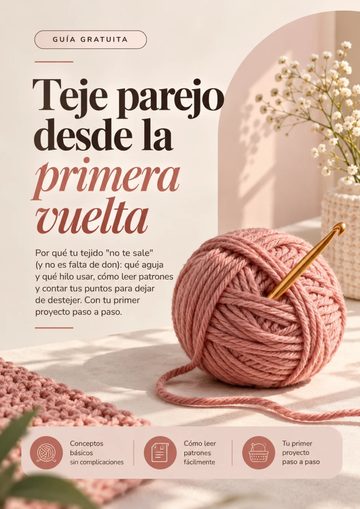 GUÍA GRATUITA
Teje parejo
desde la
primera
vuelta
Por qué tu tejido "no te sale"
(y no es falta de don): qué aguja
y qué hilo usar, cómo leer patrones
y contar tus puntos para dejar
de destejer. Con tu primer
proyecto paso a paso.
Conceptos
básicos
sin complicaciones
Cómo leer
patrones
fácilmente
Tu primer
proyecto
paso a paso